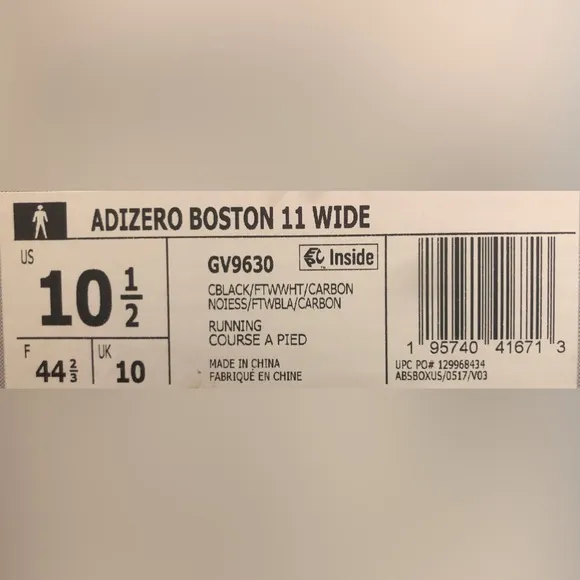 ADIZERO BOSTON 11 WIDE
US
10 1/2
F
44 2/3
UK
10
GV9630
Inside
CBLACK/FTWWHT/CARBON
NOIESS/FTWBLA/CARBON
RUNNING
COURSE A PIED
MADE IN CHINA
FABRIQUÉ EN CHINE
1 95740 41671 3
UPC PO# 129968434
ABSBOXUS/0517/V03